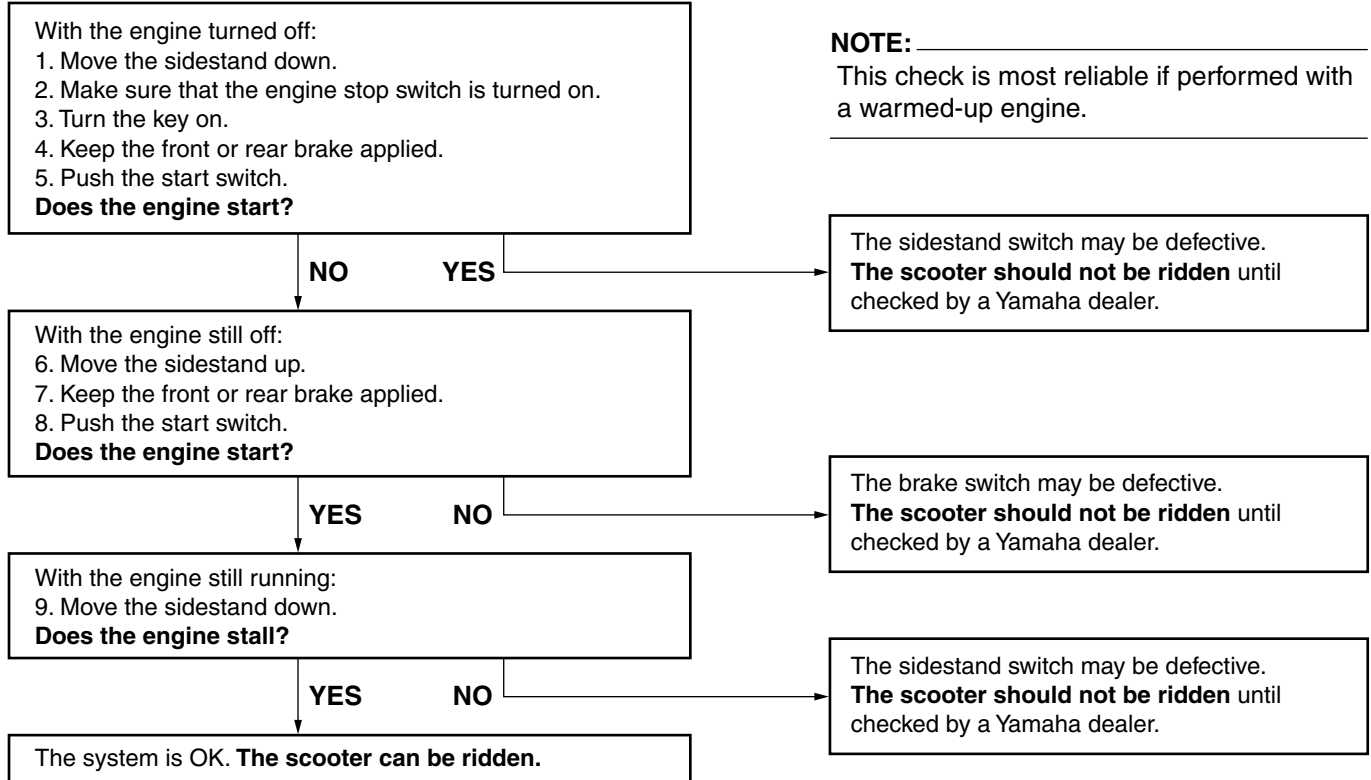 With the engine turned off:
1. Move the sidestand down.
2. Make sure that the engine stop switch is turned on.
3. Turn the key on.
4. Keep the front or rear brake applied.
5. Push the start switch.
Does the engine start?
NOTE:
This check is most reliable if performed with
a warmed-up engine.
NO YES
The sidestand switch may be defective.
The scooter should not be ridden until
checked by a Yamaha dealer.
With the engine still off:
6. Move the sidestand up.
7. Keep the front or rear brake applied.
8. Push the start switch.
Does the engine start?
YES NO
The brake switch may be defective.
The scooter should not be ridden until
checked by a Yamaha dealer.
With the engine still running:
9. Move the sidestand down.
Does the engine stall?
YES NO
The sidestand switch may be defective.
The scooter should not be ridden until
checked by a Yamaha dealer.
The system is OK. The scooter can be ridden.